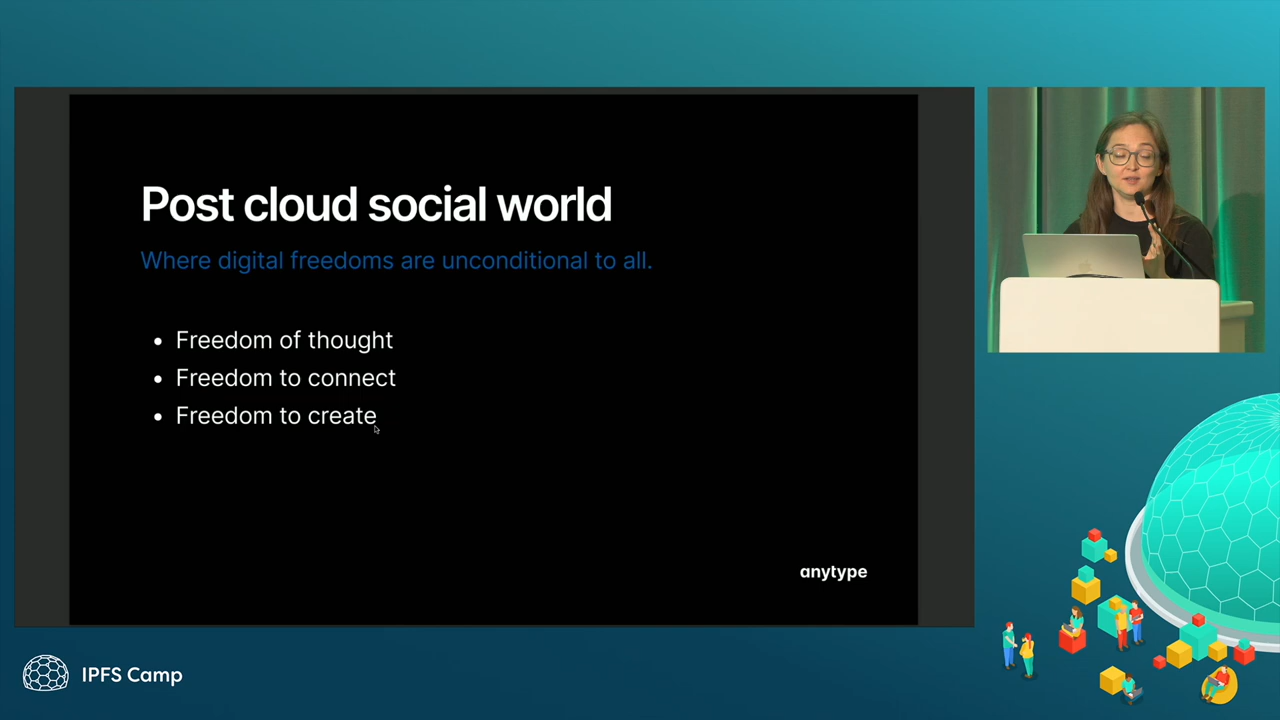 Post cloud social world
Where digital freedoms are unconditional to all.
• Freedom of thought
• Freedom to connect
• Freedom to create
anytype
IPFS Camp